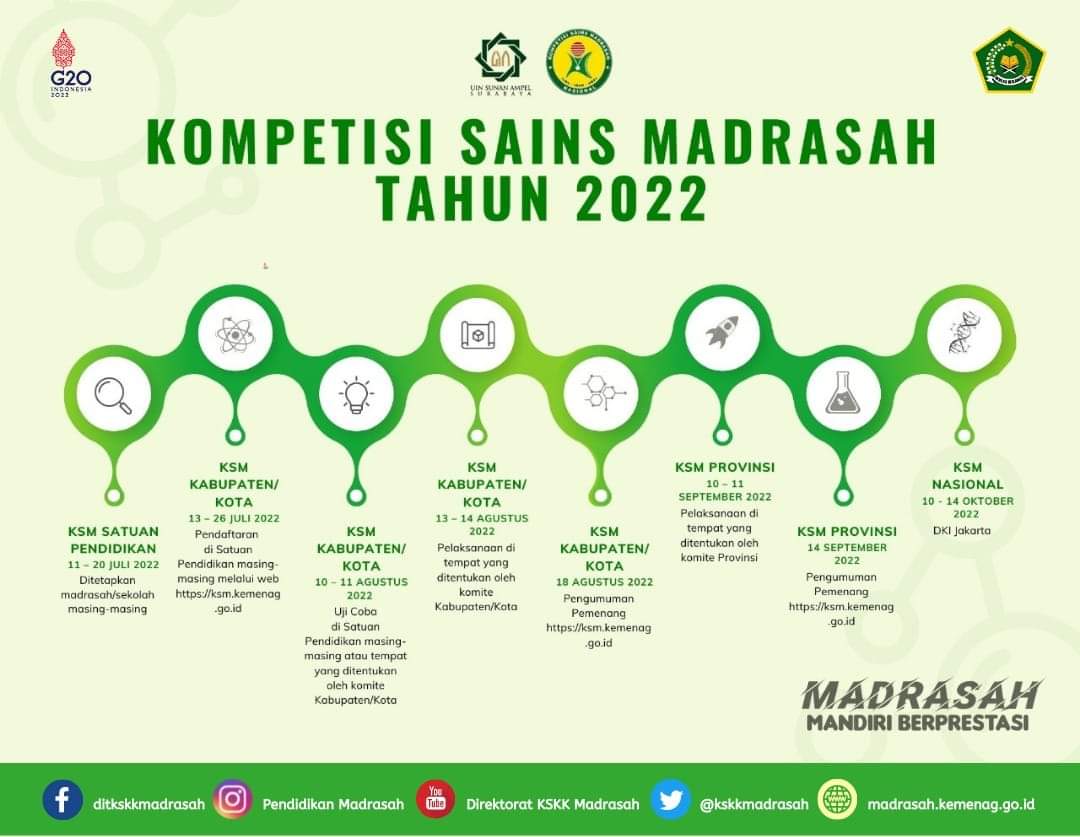 G20
INDONESIA
2022
UIN SUNAN AMPEL
SURABAYA
KOMPETISI SAINS MADRASAH
NASIONAL
KOMPETISI SAINS MADRASAH
TAHUN 2022
KSM SATUAN
PENDIDIKAN
11 – 20 JULI 2022
Ditetapkan
madrasah/sekolah
masing-masing
KSM
KABUPATEN/
KOTA
13 – 26 JULI 2022
Pendaftaran
di Satuan
Pendidikan masing-
masing melalui web
https://ksm.kemenag
.go.id
KSM
KABUPATEN/
KOTA
10 – 11 AGUSTUS
2022
Uji Coba
di Satuan
Pendidikan masing-
masing atau tempat
yang ditentukan
oleh komite
Kabupaten/Kota
KSM
KABUPATEN/
KOTA
13 – 14 AGUSTUS
2022
Pelaksanaan di
tempat yang
ditentukan oleh
komite
Kabupaten/Kota
KSM
KABUPATEN/
KOTA
18 AGUSTUS 2022
Pengumuman
Pemenang
https://ksm.kemenag
.go.id
KSM PROVINSI
10 – 11
SEPTEMBER 2022
Pelaksanaan di
tempat yang
ditentukan oleh
komite Provinsi
KSM PROVINSI
14 SEPTEMBER
2022
Pengumuman
Pemenang
https://ksm.kemenag
.go.id
KSM
NASIONAL
10 - 14 OKTOBER
2022
DKI Jakarta
MADRASAH
MANDIRI BERPRESTASI
ditkskkmadrasah
Pendidikan Madrasah
You
Tube
Direktorat KSKK Madrasah
@kskkmadrasah
WWW
madrasah.kemenag.go.id